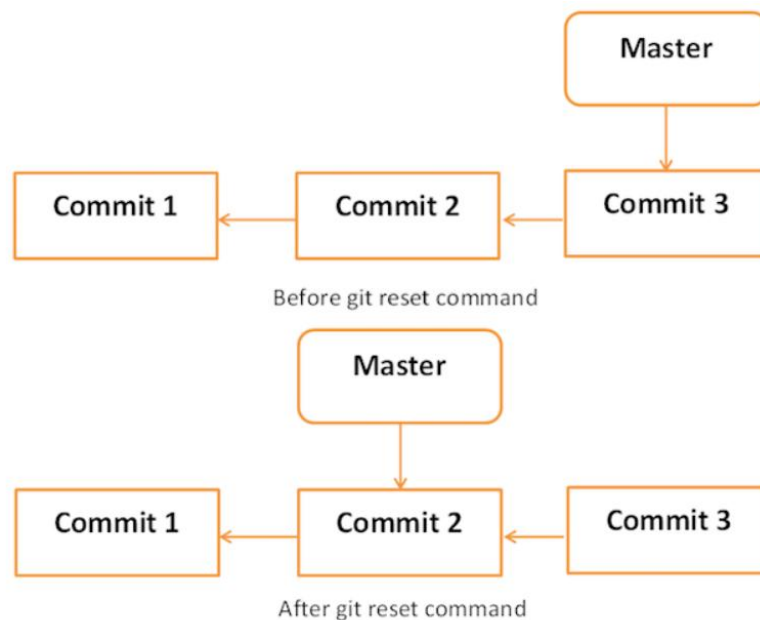 Master
Commit 1
Commit 2
Commit 3
Before git reset command
Master
Commit 1
Commit 2
Commit 3
After git reset command